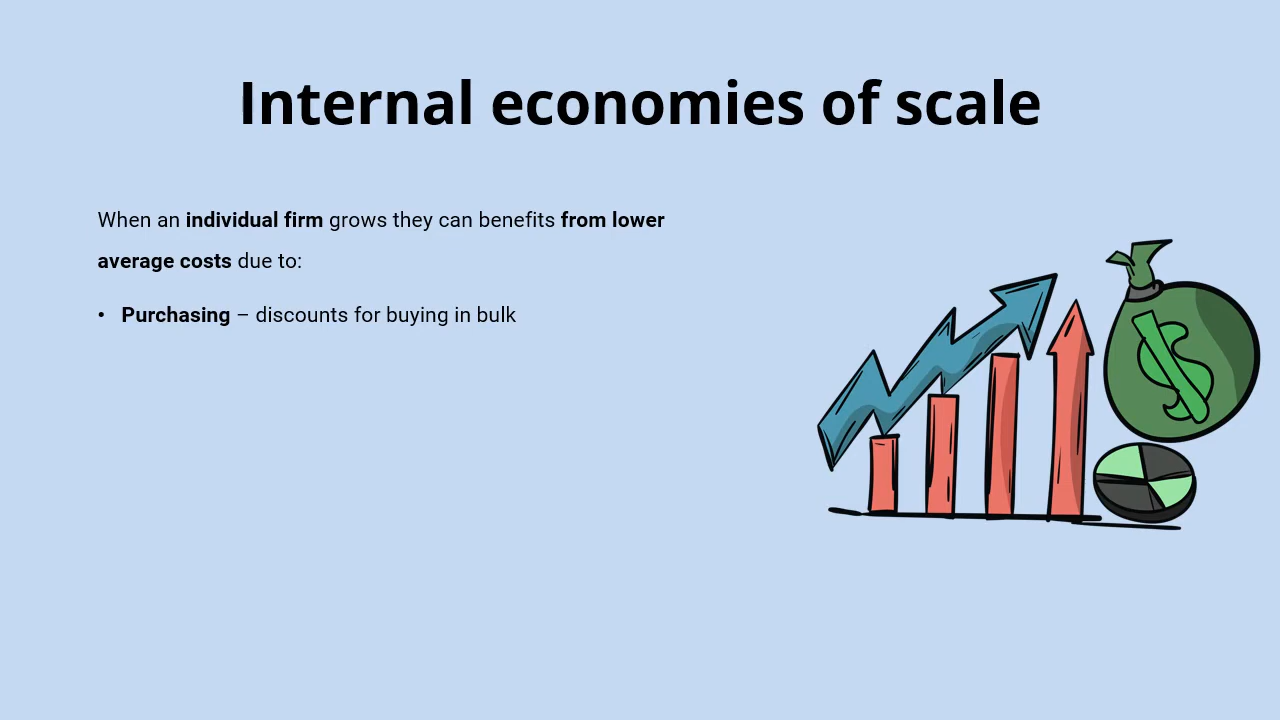 Internal economies of scale
When an individual firm grows they can benefits from lower
average costs due to:
• Purchasing – discounts for buying in bulk
$